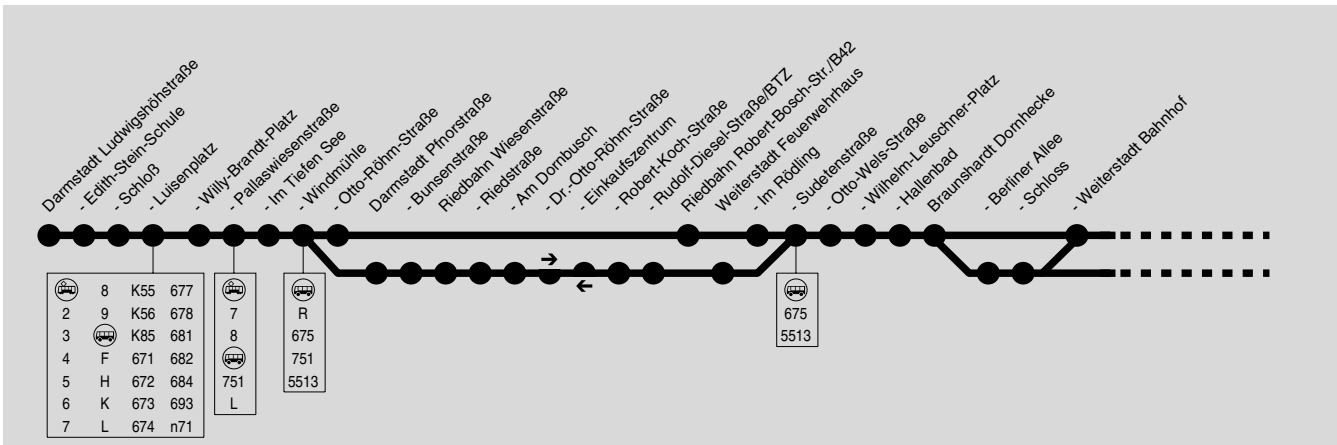 Darmstadt Ludwigshöhstraße
- Edith-Stein-Schule
- Schloß
- Luisenplatz
- Willy-Brandt-Platz
- Pallaswiesenstraße
- Im Tiefen See
- Windmühle
- Otto-Röhm-Straße
Darmstadt Pfnorstraße
- Bunsenstraße
Riedbahn Wiesenstraße
- Riedstraße
- Am Dornbusch
- Dr.-Otto-Röhm-Straße
- Einkaufszentrum
- Robert-Koch-Straße
- Rudolf-Diesel-Straße/BTZ
Riedbahn Robert-Bosch-Str./B42
Weiterstadt Feuerwehrhaus
- Im Rödling
- Sudetenstraße
- Otto-Wels-Straße
- Wilhelm-Leuschner-Platz
- Hallenbad
Braunshardt Dornhecke
- Berliner Allee
- Schloss
- Weiterstadt Bahnhof
8 K55 677
2 9 K56 678
3 K85 681
4 F 671 682
5 H 672 684
6 K 673 693
7 L 674 n71
7
8
751
L
R
675
751
5513
675
5513